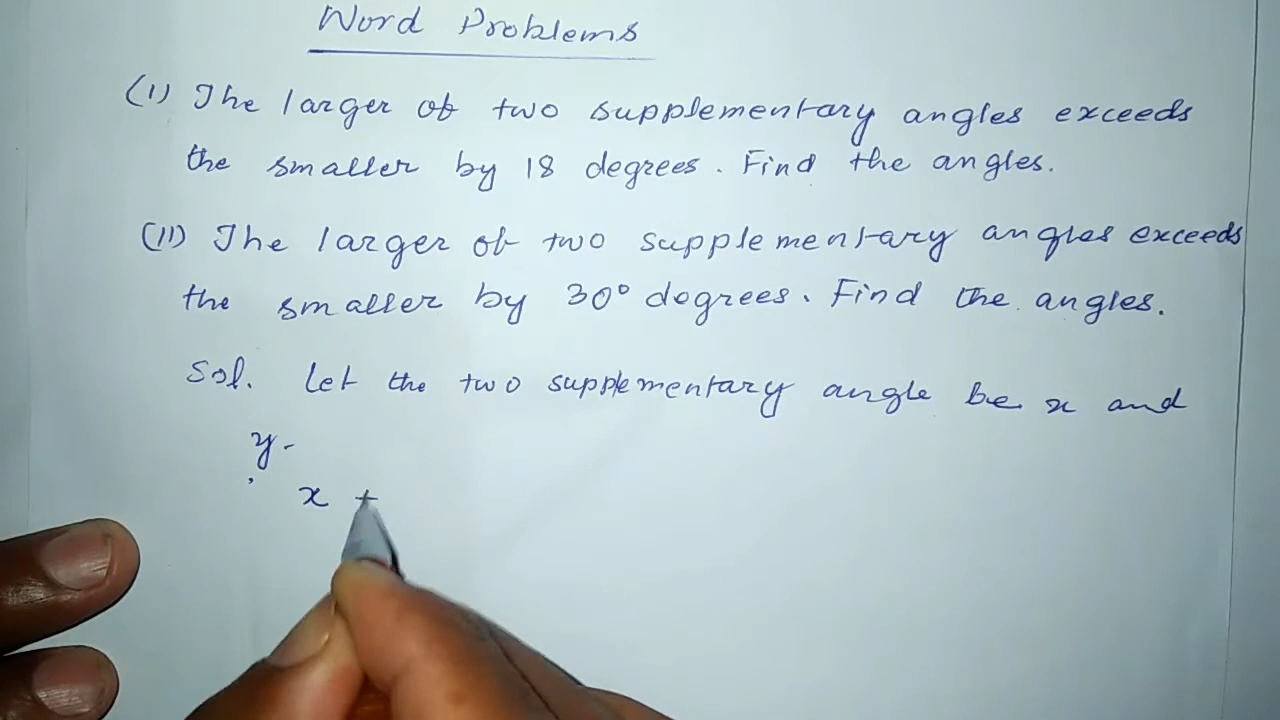 Word Problems
(I) The larger of two supplementary angles exceeds
the smaller by 18 degrees. Find the angles.
(II) The larger of two supplementary angles exceeds
the smaller by 30° degrees. Find the angles.
Sol. Let the two supplementary angle be x and
y-
x +